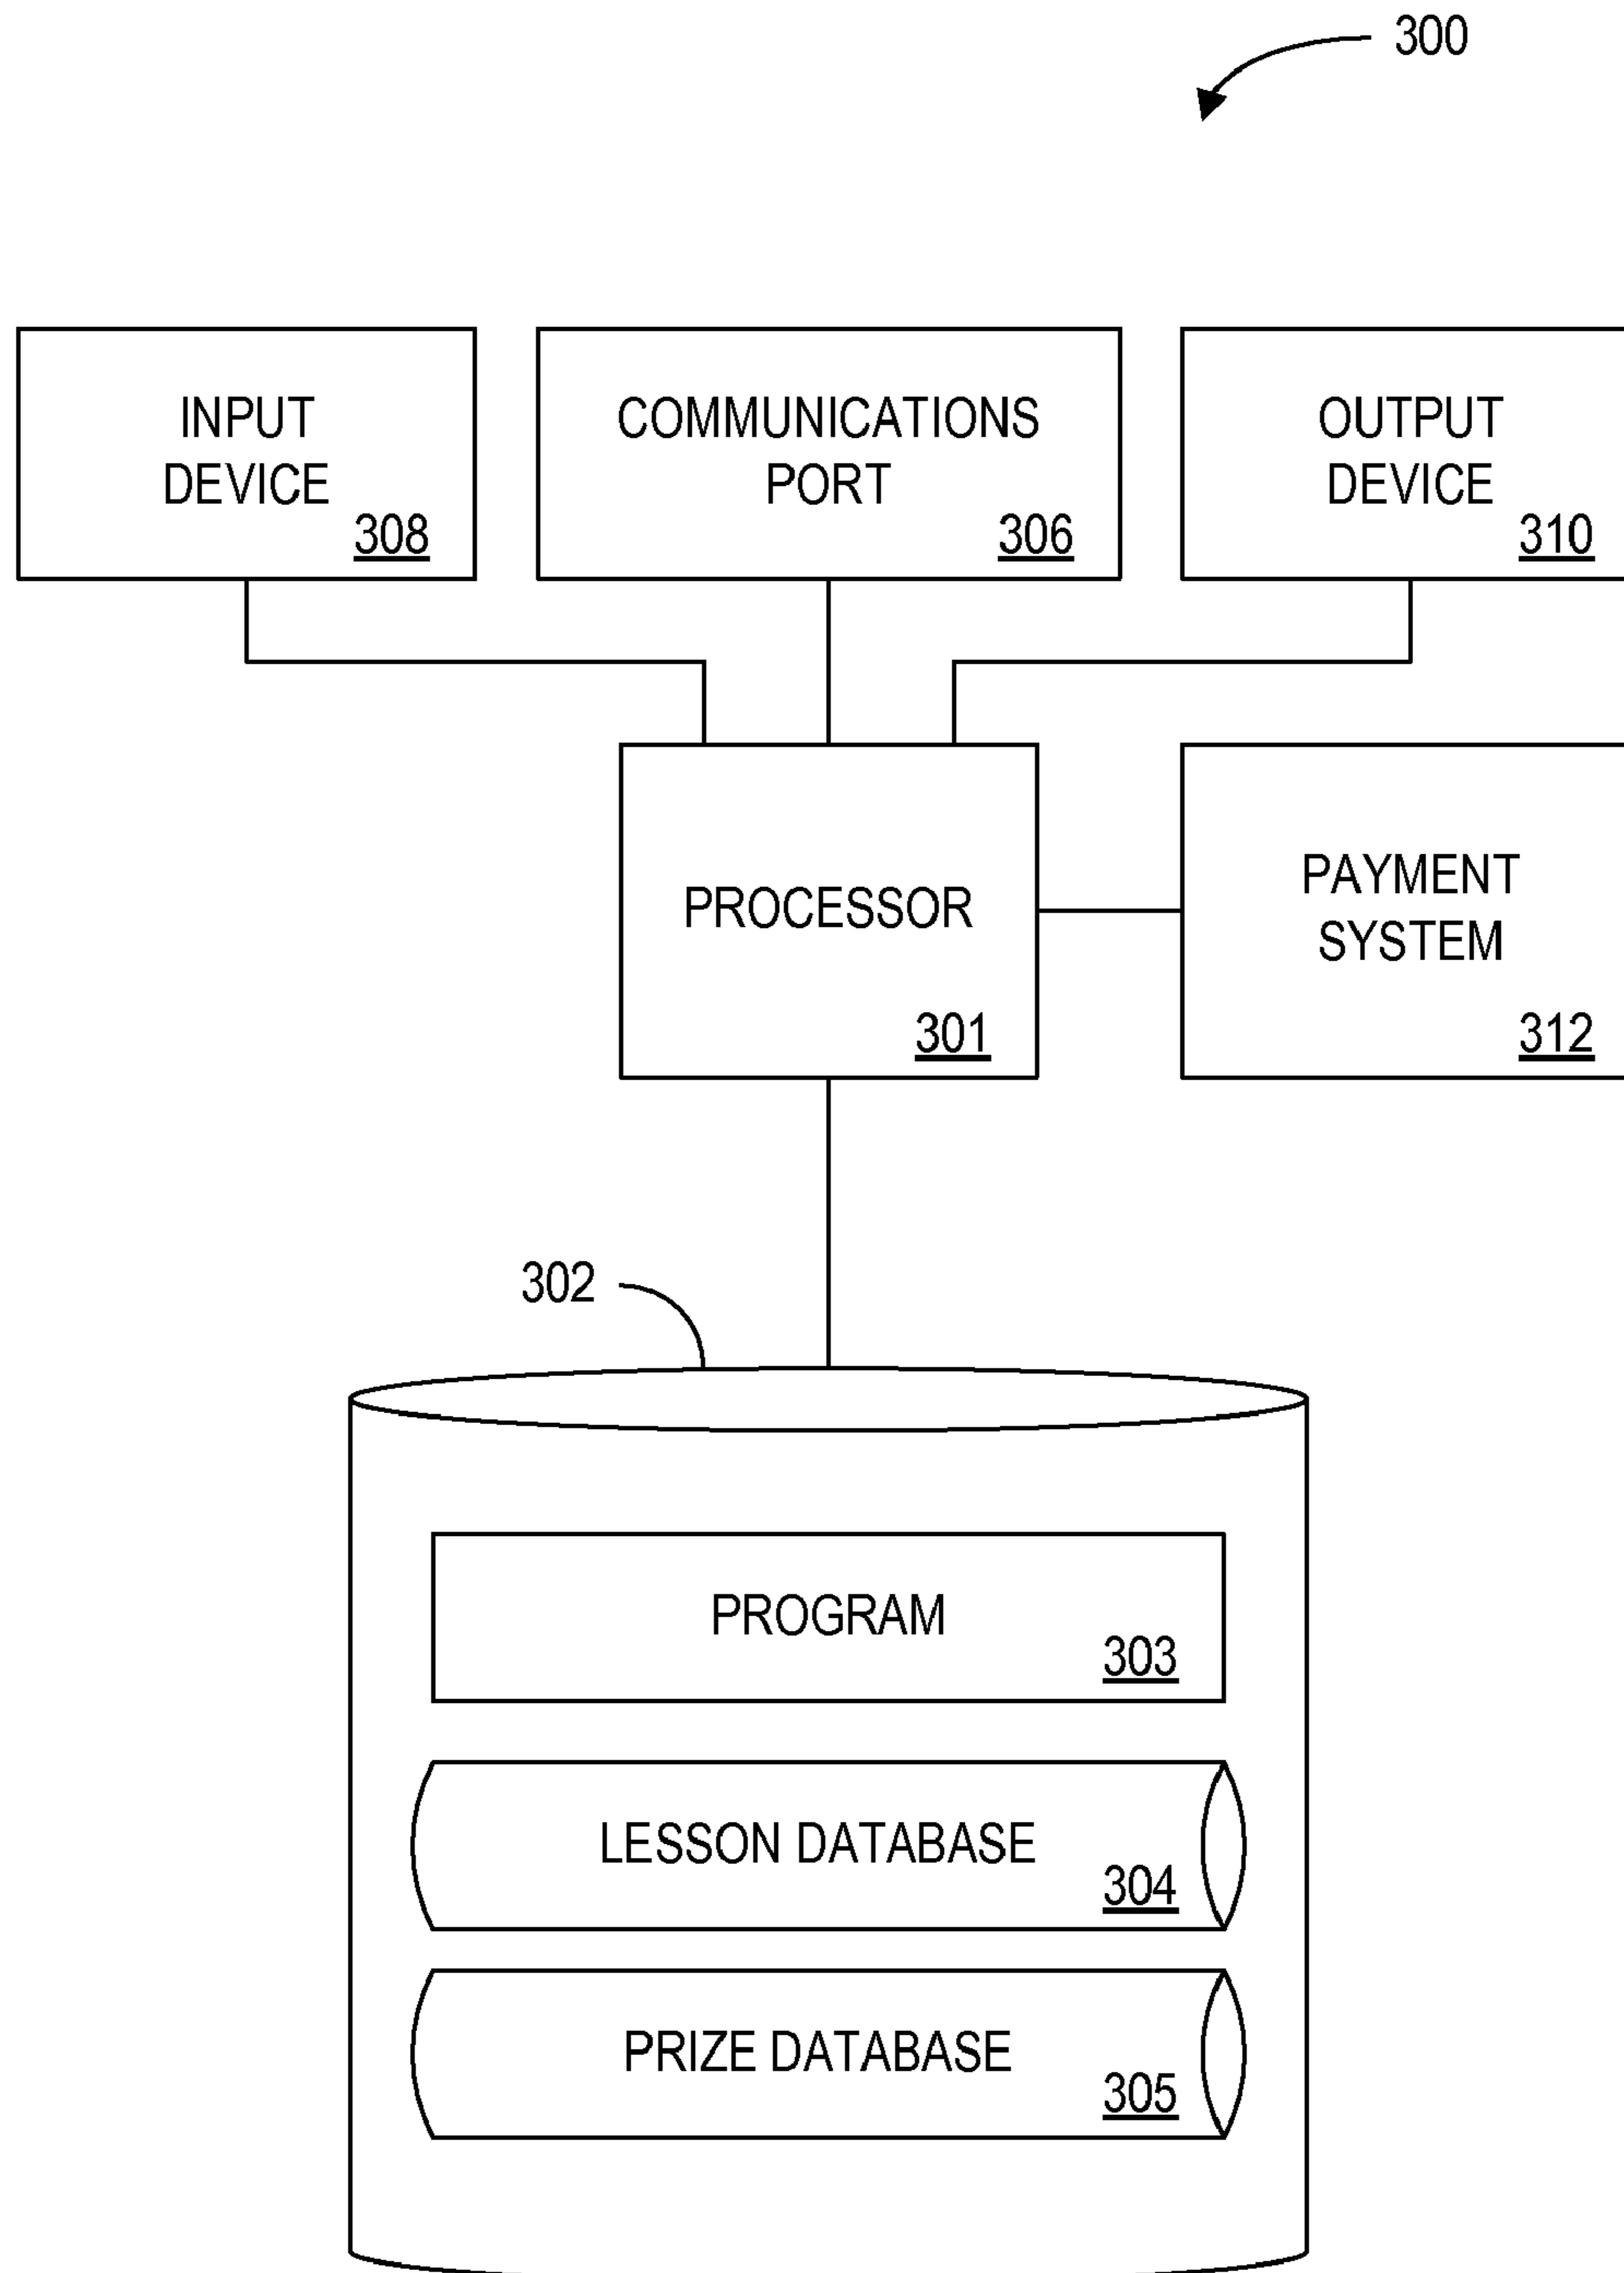 300
INPUT
DEVICE
308
COMMUNICATIONS
PORT
306
OUTPUT
DEVICE
310
PROCESSOR
301
PAYMENT
SYSTEM
312
302
PROGRAM
303
LESSON DATABASE
304
PRIZE DATABASE
305